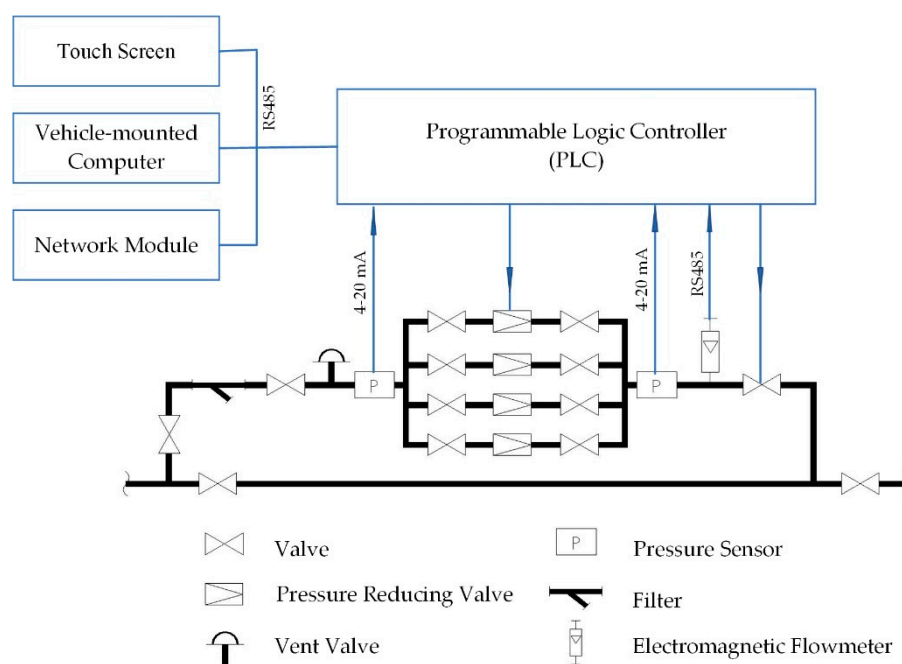 Touch Screen
Vehicle-mounted
Computer
Network Module
RS485
Programmable Logic Controller
(PLC)
4-20 mA
4-20 mA
RS485
P
P
Valve
P
Pressure Sensor
Pressure Reducing Valve
Filter
Vent Valve
Electromagnetic Flowmeter